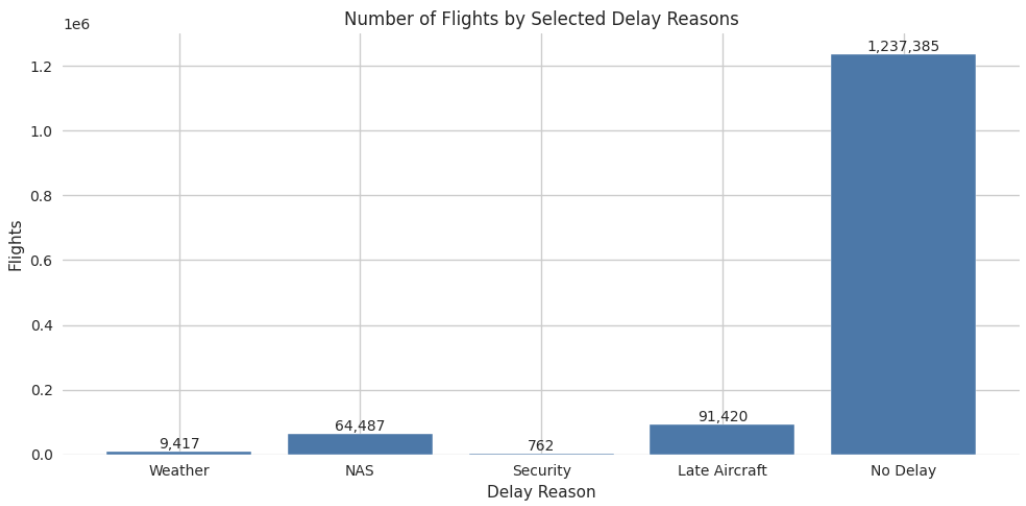 Number of Flights by Selected Delay Reasons
1e6
1,237,385
1.2
1.0
0.8
Flights
0.6
0.4
0.2
91,420
64,487
9,417
762
0.0
Weather NAS Security Late Aircraft No Delay
Delay Reason